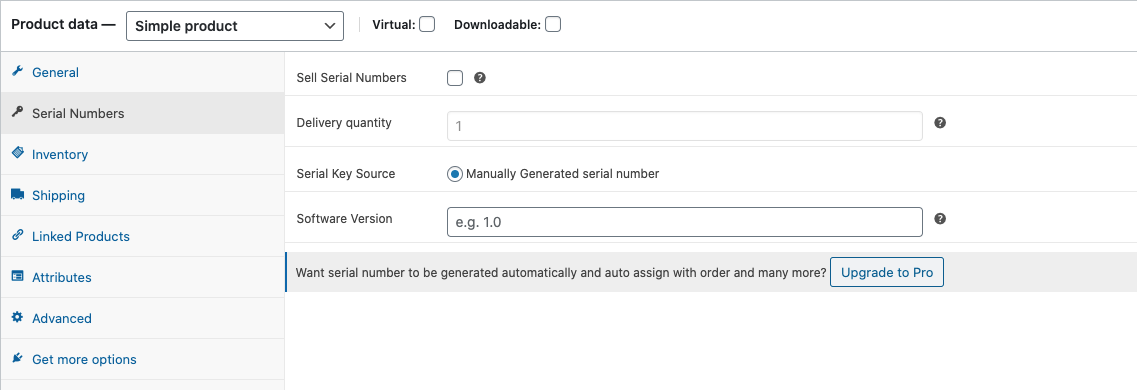 Product data — Simple product Virtual: Downloadable:
General
Serial Numbers
Inventory
Shipping
Linked Products
Attributes
Advanced
Get more options
Sell Serial Numbers ?
Delivery quantity 1 ?
Serial Key Source Manually Generated serial number
Software Version e.g. 1.0 ?
Want serial number to be generated automatically and auto assign with order and many more? Upgrade to Pro